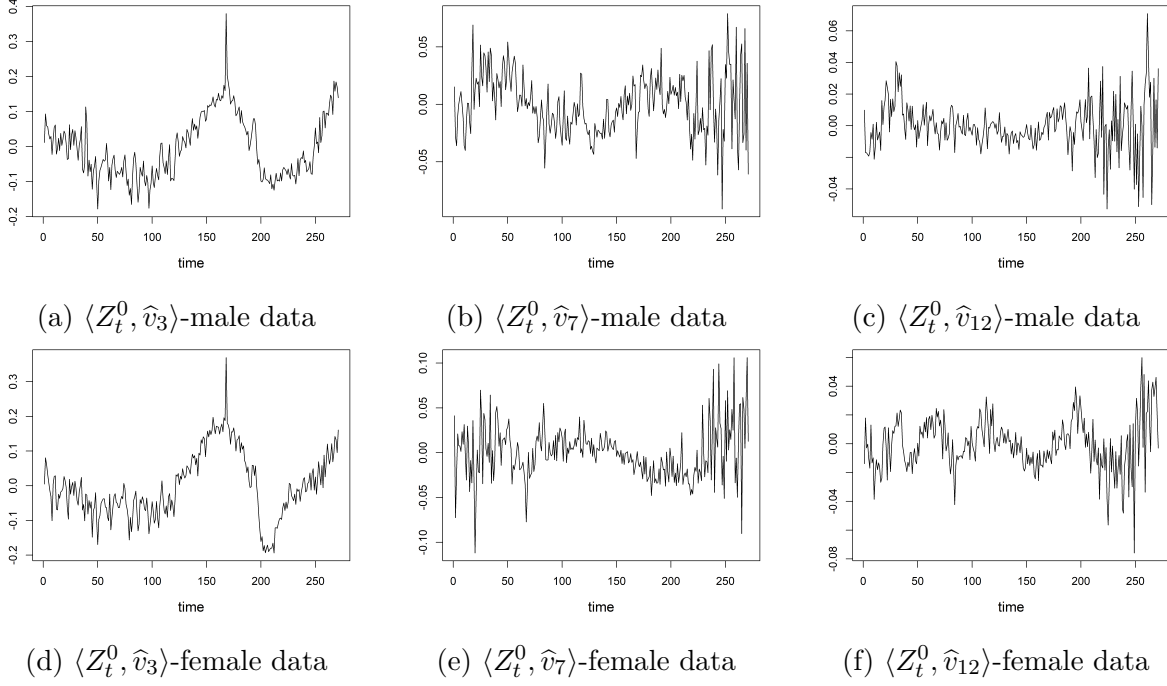 0.4
0.3
0.2
0.1
0.0
-0.1
-0.2
0 50 100 150 200 250
time
(a) ⟨Z_t^0, v̂_3⟩-male data
0.05
0.00
-0.05
0 50 100 150 200 250
time
(b) ⟨Z_t^0, v̂_7⟩-male data
0.06
0.02
-0.04
0 50 100 150 200 250
time
(c) ⟨Z_t^0, v̂_12⟩-male data
0.3
0.2
0.1
0.0
-0.1
-0.2
0 50 100 150 200 250
time
(d) ⟨Z_t^0, v̂_3⟩-female data
0.10
0.05
0.00
-0.05
-0.10
0 50 100 150 200 250
time
(e) ⟨Z_t^0, v̂_7⟩-female data
0.04
0.00
-0.04
-0.08
0 50 100 150 200 250
time
(f) ⟨Z_t^0, v̂_12⟩-female data